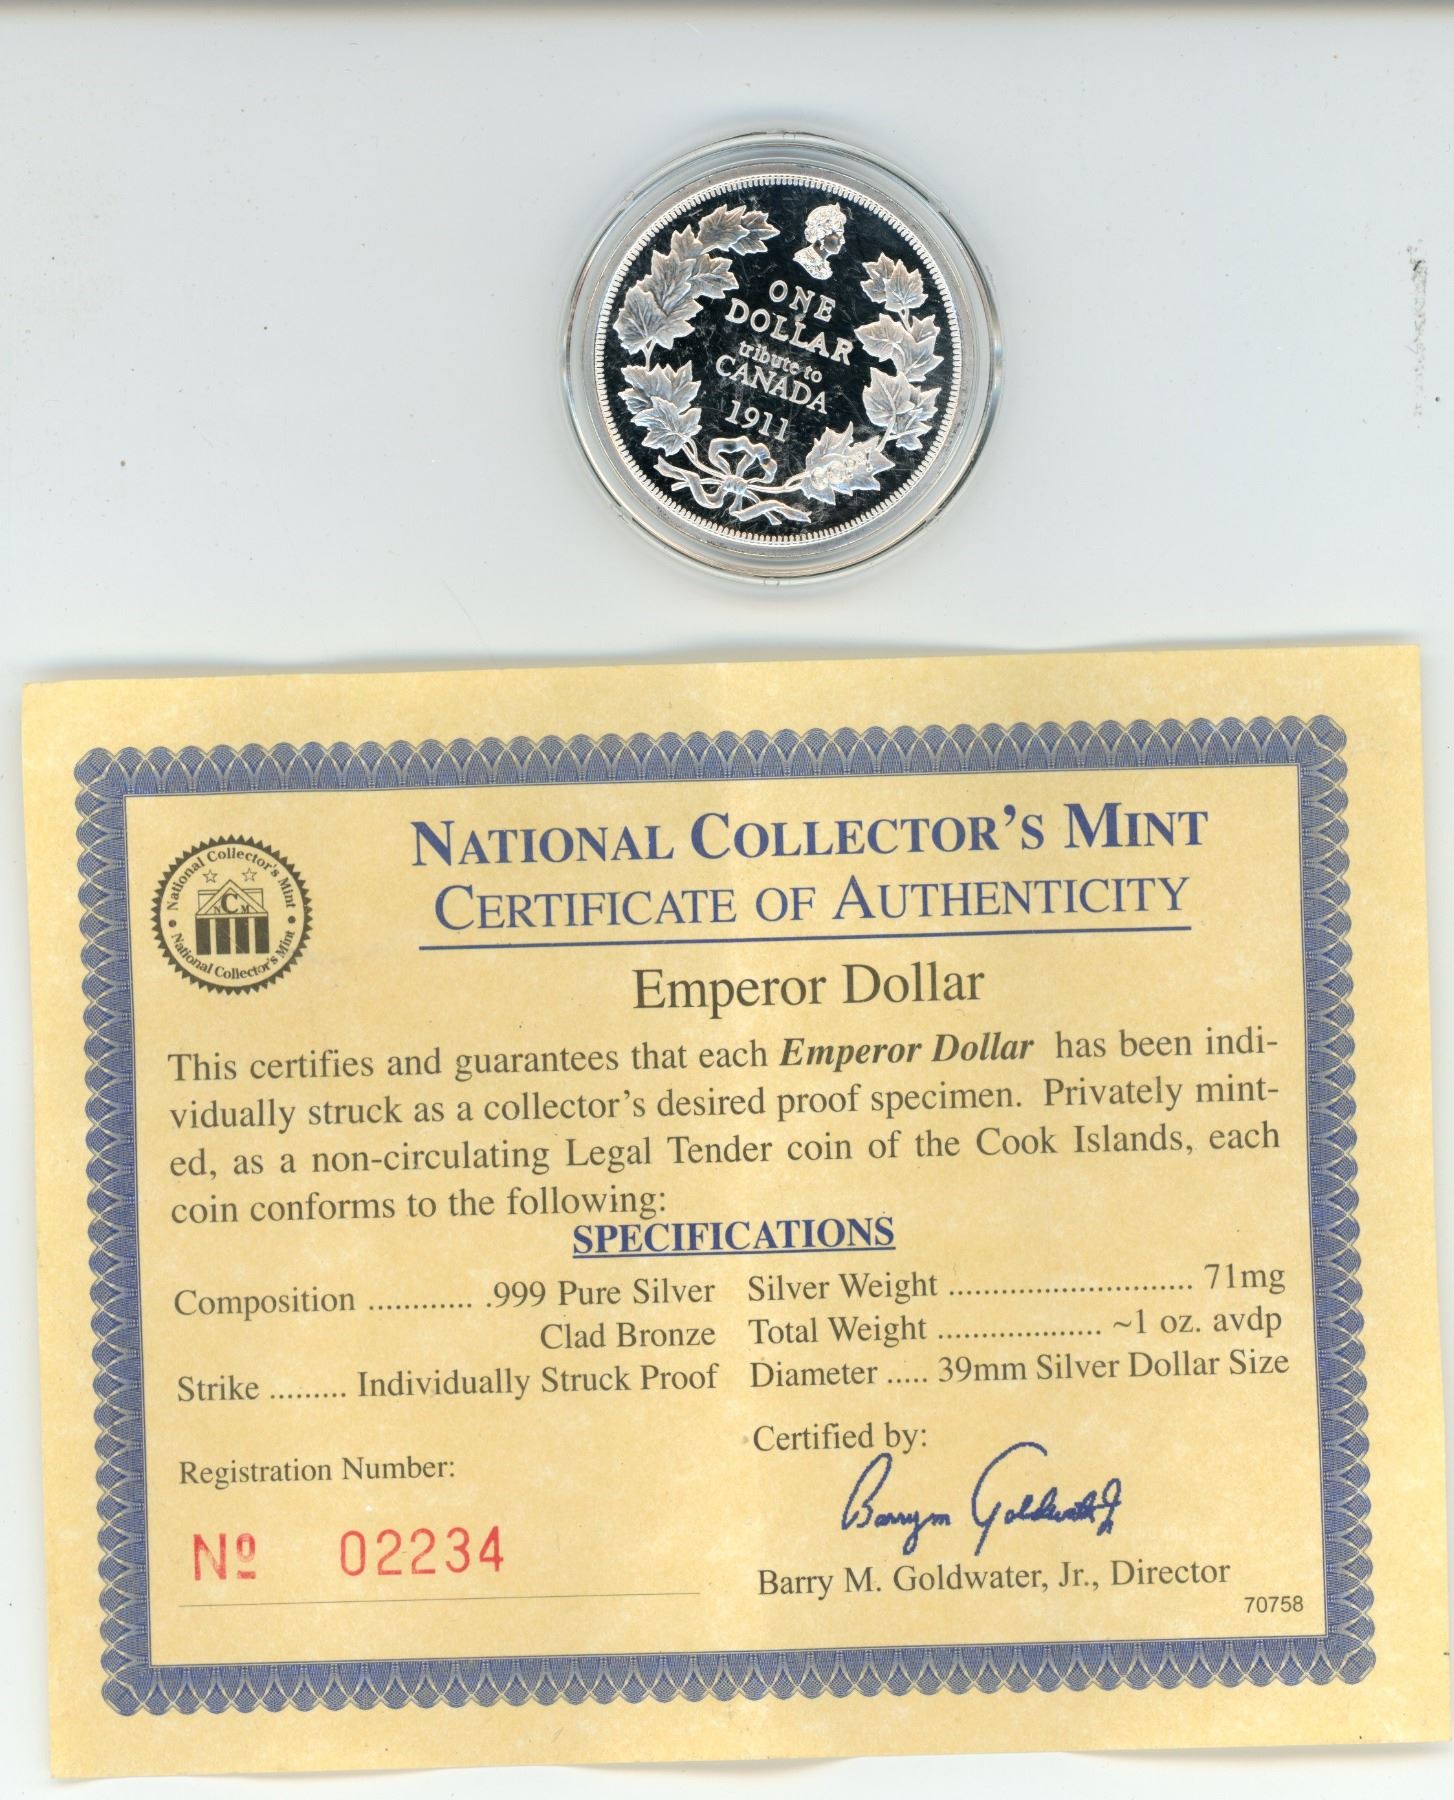 ONE
DOLLAR
tribute to
CANADA
1911
National Collector's Mint
NCM
National Collector's Mint
NATIONAL COLLECTOR'S MINT
CERTIFICATE OF AUTHENTICITY
Emperor Dollar
This certifies and guarantees that each Emperor Dollar has been indi-
vidually struck as a collector's desired proof specimen. Privately mint-
ed, as a non-circulating Legal Tender coin of the Cook Islands, each
coin conforms to the following:
SPECIFICATIONS
Composition ............ .999 Pure Silver
Clad Bronze
Strike ......... Individually Struck Proof
Silver Weight ........................... 71mg
Total Weight ................... ~1 oz. avdp
Diameter ..... 39mm Silver Dollar Size
Registration Number:
Nº 02234
Certified by:
Barry M Goldwater Jr
Barry M. Goldwater, Jr., Director
70758